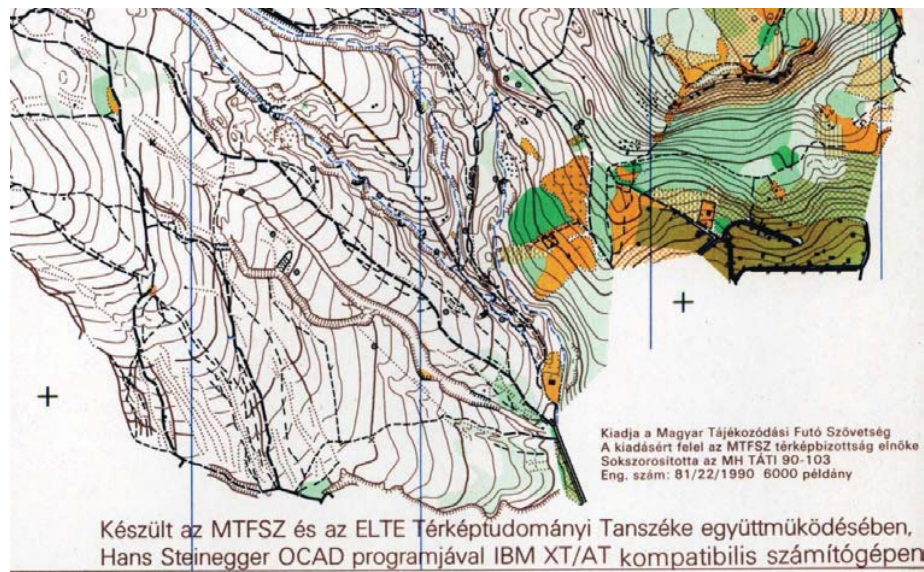 Kiadja a Magyar Tájékozódási Futó Szövetség
A kiadásért felel az MTFSZ térképbizottság elnöke
Sokszorosította az MH TÁTI 90-103
Eng. szám: 81/22/1990 6000 példány
Készült az MTFSZ és az ELTE Térképtudományi Tanszéke együttmüködésében,
Hans Steinegger OCAD programjával IBM XT/AT kompatibilis számítógépen